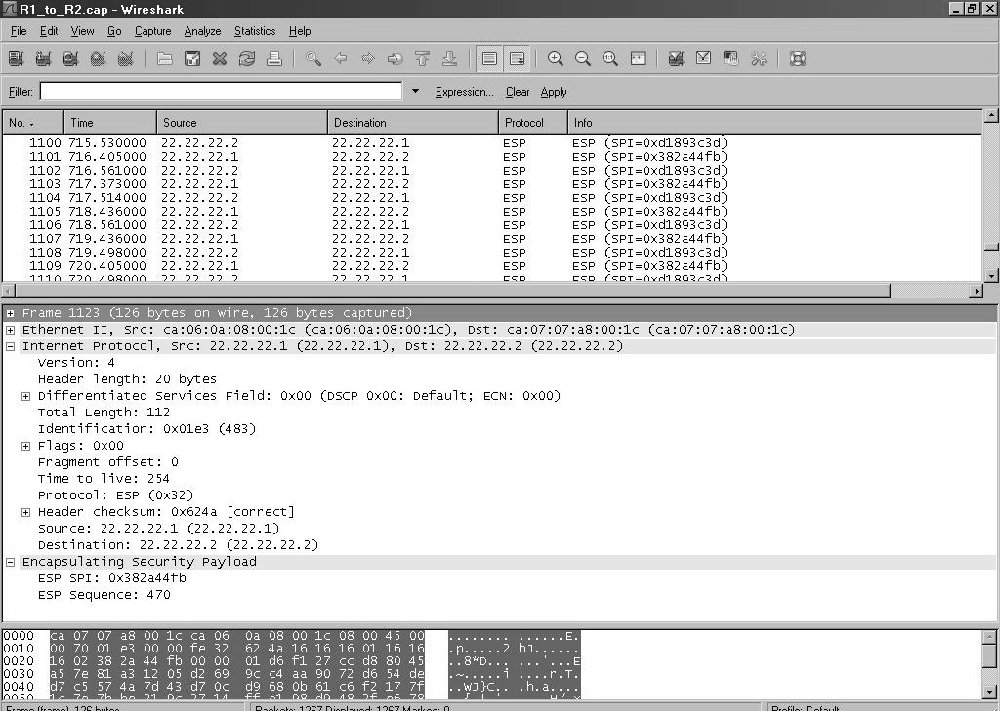 R1_to_R2.cap - Wireshark
File Edit View Go Capture Analyze Statistics Help
Filter: Expression... Clear Apply
No. Time Source Destination Protocol Info
1100 715.530000 22.22.22.2 22.22.22.1 ESP ESP (SPI=0xd1893c3d)
1101 716.405000 22.22.22.1 22.22.22.2 ESP ESP (SPI=0x382a44fb)
1102 716.561000 22.22.22.2 22.22.22.1 ESP ESP (SPI=0xd1893c3d)
1103 717.373000 22.22.22.1 22.22.22.2 ESP ESP (SPI=0x382a44fb)
1104 717.514000 22.22.22.2 22.22.22.1 ESP ESP (SPI=0xd1893c3d)
1105 718.436000 22.22.22.1 22.22.22.2 ESP ESP (SPI=0x382a44fb)
1106 718.561000 22.22.22.2 22.22.22.1 ESP ESP (SPI=0xd1893c3d)
1107 719.436000 22.22.22.1 22.22.22.2 ESP ESP (SPI=0x382a44fb)
1108 719.498000 22.22.22.2 22.22.22.1 ESP ESP (SPI=0xd1893c3d)
1109 720.405000 22.22.22.1 22.22.22.2 ESP ESP (SPI=0x382a44fb)
1110 720.498000 22.22.22.2 22.22.22.1 ESP ESP (SPI=0xd1893c3d)
Frame 1123 (126 bytes on wire, 126 bytes captured)
Ethernet II, Src: ca:06:0a:08:00:1c (ca:06:0a:08:00:1c), Dst: ca:07:07:a8:00:1c (ca:07:07:a8:00:1c)
Internet Protocol, Src: 22.22.22.1 (22.22.22.1), Dst: 22.22.22.2 (22.22.22.2)
Version: 4
Header length: 20 bytes
Differentiated Services Field: 0x00 (DSCP 0x00: Default; ECN: 0x00)
Total Length: 112
Identification: 0x01e3 (483)
Flags: 0x00
Fragment offset: 0
Time to live: 254
Protocol: ESP (0x32)
Header checksum: 0x624a [correct]
Source: 22.22.22.1 (22.22.22.1)
Destination: 22.22.22.2 (22.22.22.2)
Encapsulating Security Payload
ESP SPI: 0x382a44fb
ESP Sequence: 470
0000 ca 07 07 a8 00 1c ca 06 0a 08 00 1c 08 00 45 00 ........ ......E.
0010 00 70 01 e3 00 00 fe 32 62 4a 16 16 16 01 16 16 .p.....2 bJ......
0020 16 02 38 2a 44 fb 00 00 01 d6 f1 27 cc d8 80 45 ..8*D... ...'...E
0030 a5 7e 81 a3 12 05 d2 69 9c c4 aa 90 72 d6 54 de .~.....i ....r.T.
0040 d7 c5 57 4a 7d 43 d7 0c d9 68 0b 61 c6 f2 17 7f ..WJ}C.. .h.a....
0050
Frame (frame), 126 bytes Packets: 1267 Displayed: 1267 Marked: 0 Profile: Default